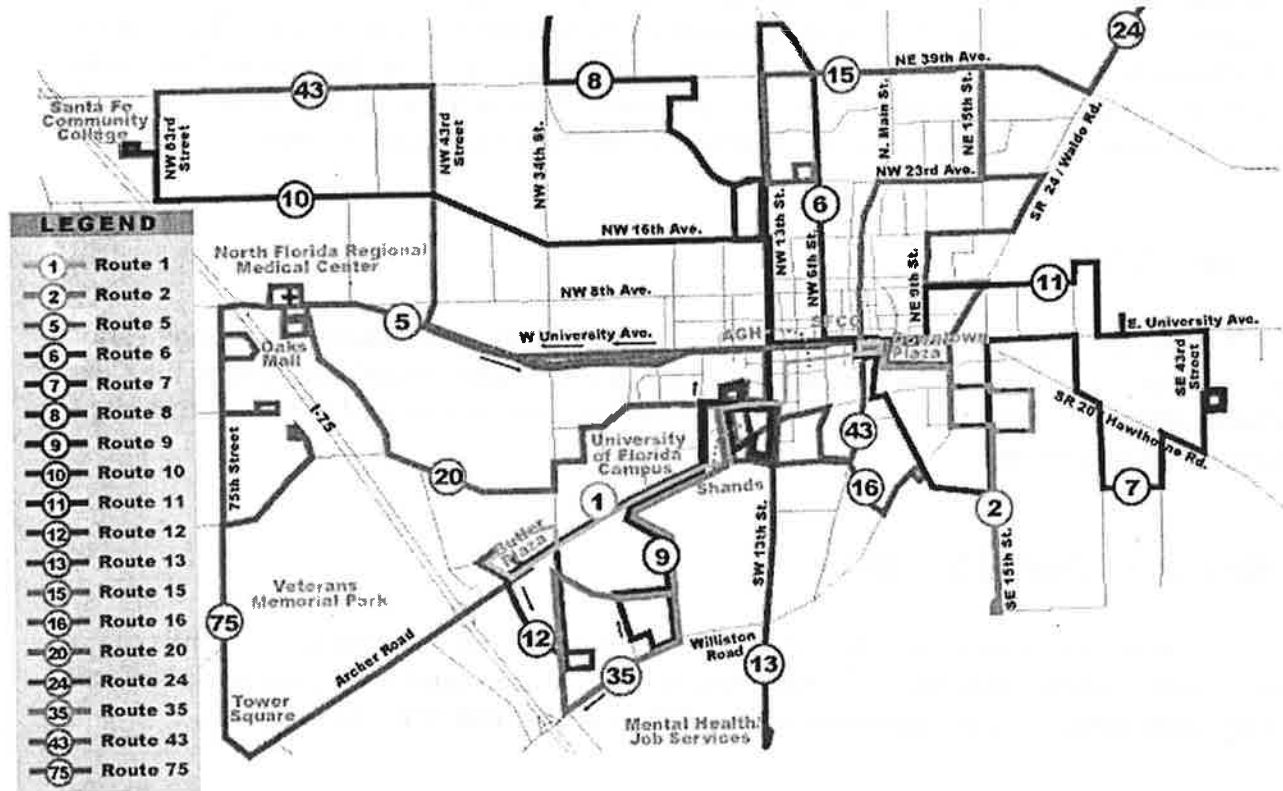 24
NE 39th Ave.
15
8
43
Santa Fe
Community
College
NW 83rd
Street
NW 43rd
Street
NW 34th St.
N. Main St.
NE 15th St.
SR 24 / Waldo Rd.
NW 23rd Ave.
10
6
NW 16th Ave.
NW 13th St.
NW 6th St.
NE 9th St.
11
LEGEND
1 Route 1
2 Route 2
5 Route 5
6 Route 6
7 Route 7
8 Route 8
9 Route 9
10 Route 10
11 Route 11
12 Route 12
13 Route 13
15 Route 15
16 Route 16
20 Route 20
24 Route 24
35 Route 35
43 Route 43
75 Route 75
North Florida Regional
Medical Center
NW 8th Ave.
5
W University Ave.
AGH
SFCC
Downtown
Plaza
E. University Ave.
Oaks
Mall
I-75
SE 43rd
Street
SR 20
Hawthorne Rd.
75th Street
University
of Florida
Campus
43
20
Shands
16
7
1
2
Butler
Plaza
9
SW 13th St.
SE 15th St.
Veterans
Memorial Park
75
Archer Road
12
Williston
Road
13
35
Tower
Square
Mental Health/
Job Services